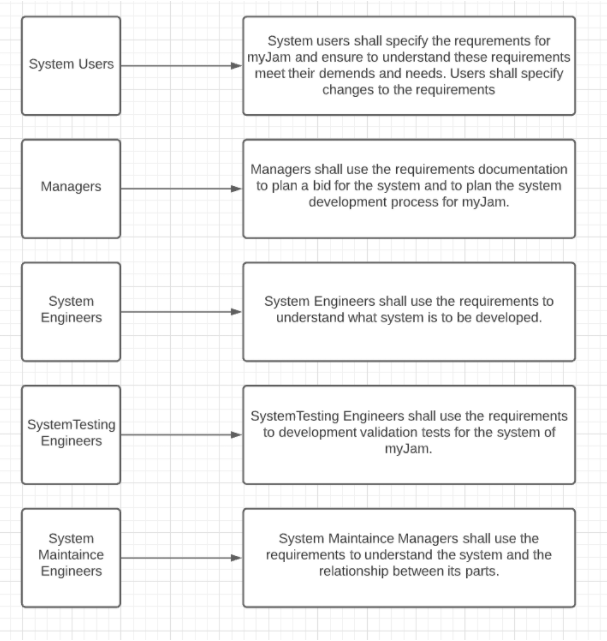 System Users
System users shall specify the requrements for
myJam and ensure to understand these requirements
meet their demends and needs. Users shall specify
changes to the requirements
Managers
Managers shall use the requirements documentation
to plan a bid for the system and to plan the system
development process for myJam.
System
Engineers
System Engineers shall use the requirements to
understand what system is to be developed.
SystemTesting
Engineers
SystemTesting Engineers shall use the requirements
to development validation tests for the system of
myJam.
System
Maintaince
Engineers
System Maintaince Managers shall use the
requirements to understand the system and the
relationship between its parts.